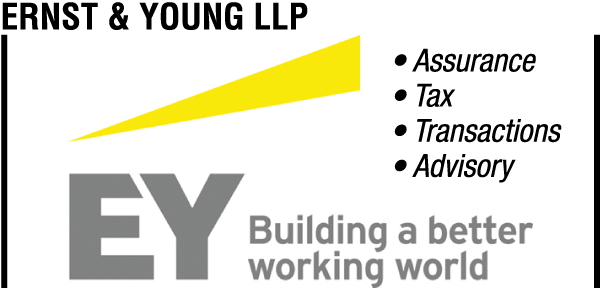 ERNST & YOUNG LLP
• Assurance
• Tax
• Transactions
• Advisory
EY
Building a better
working world